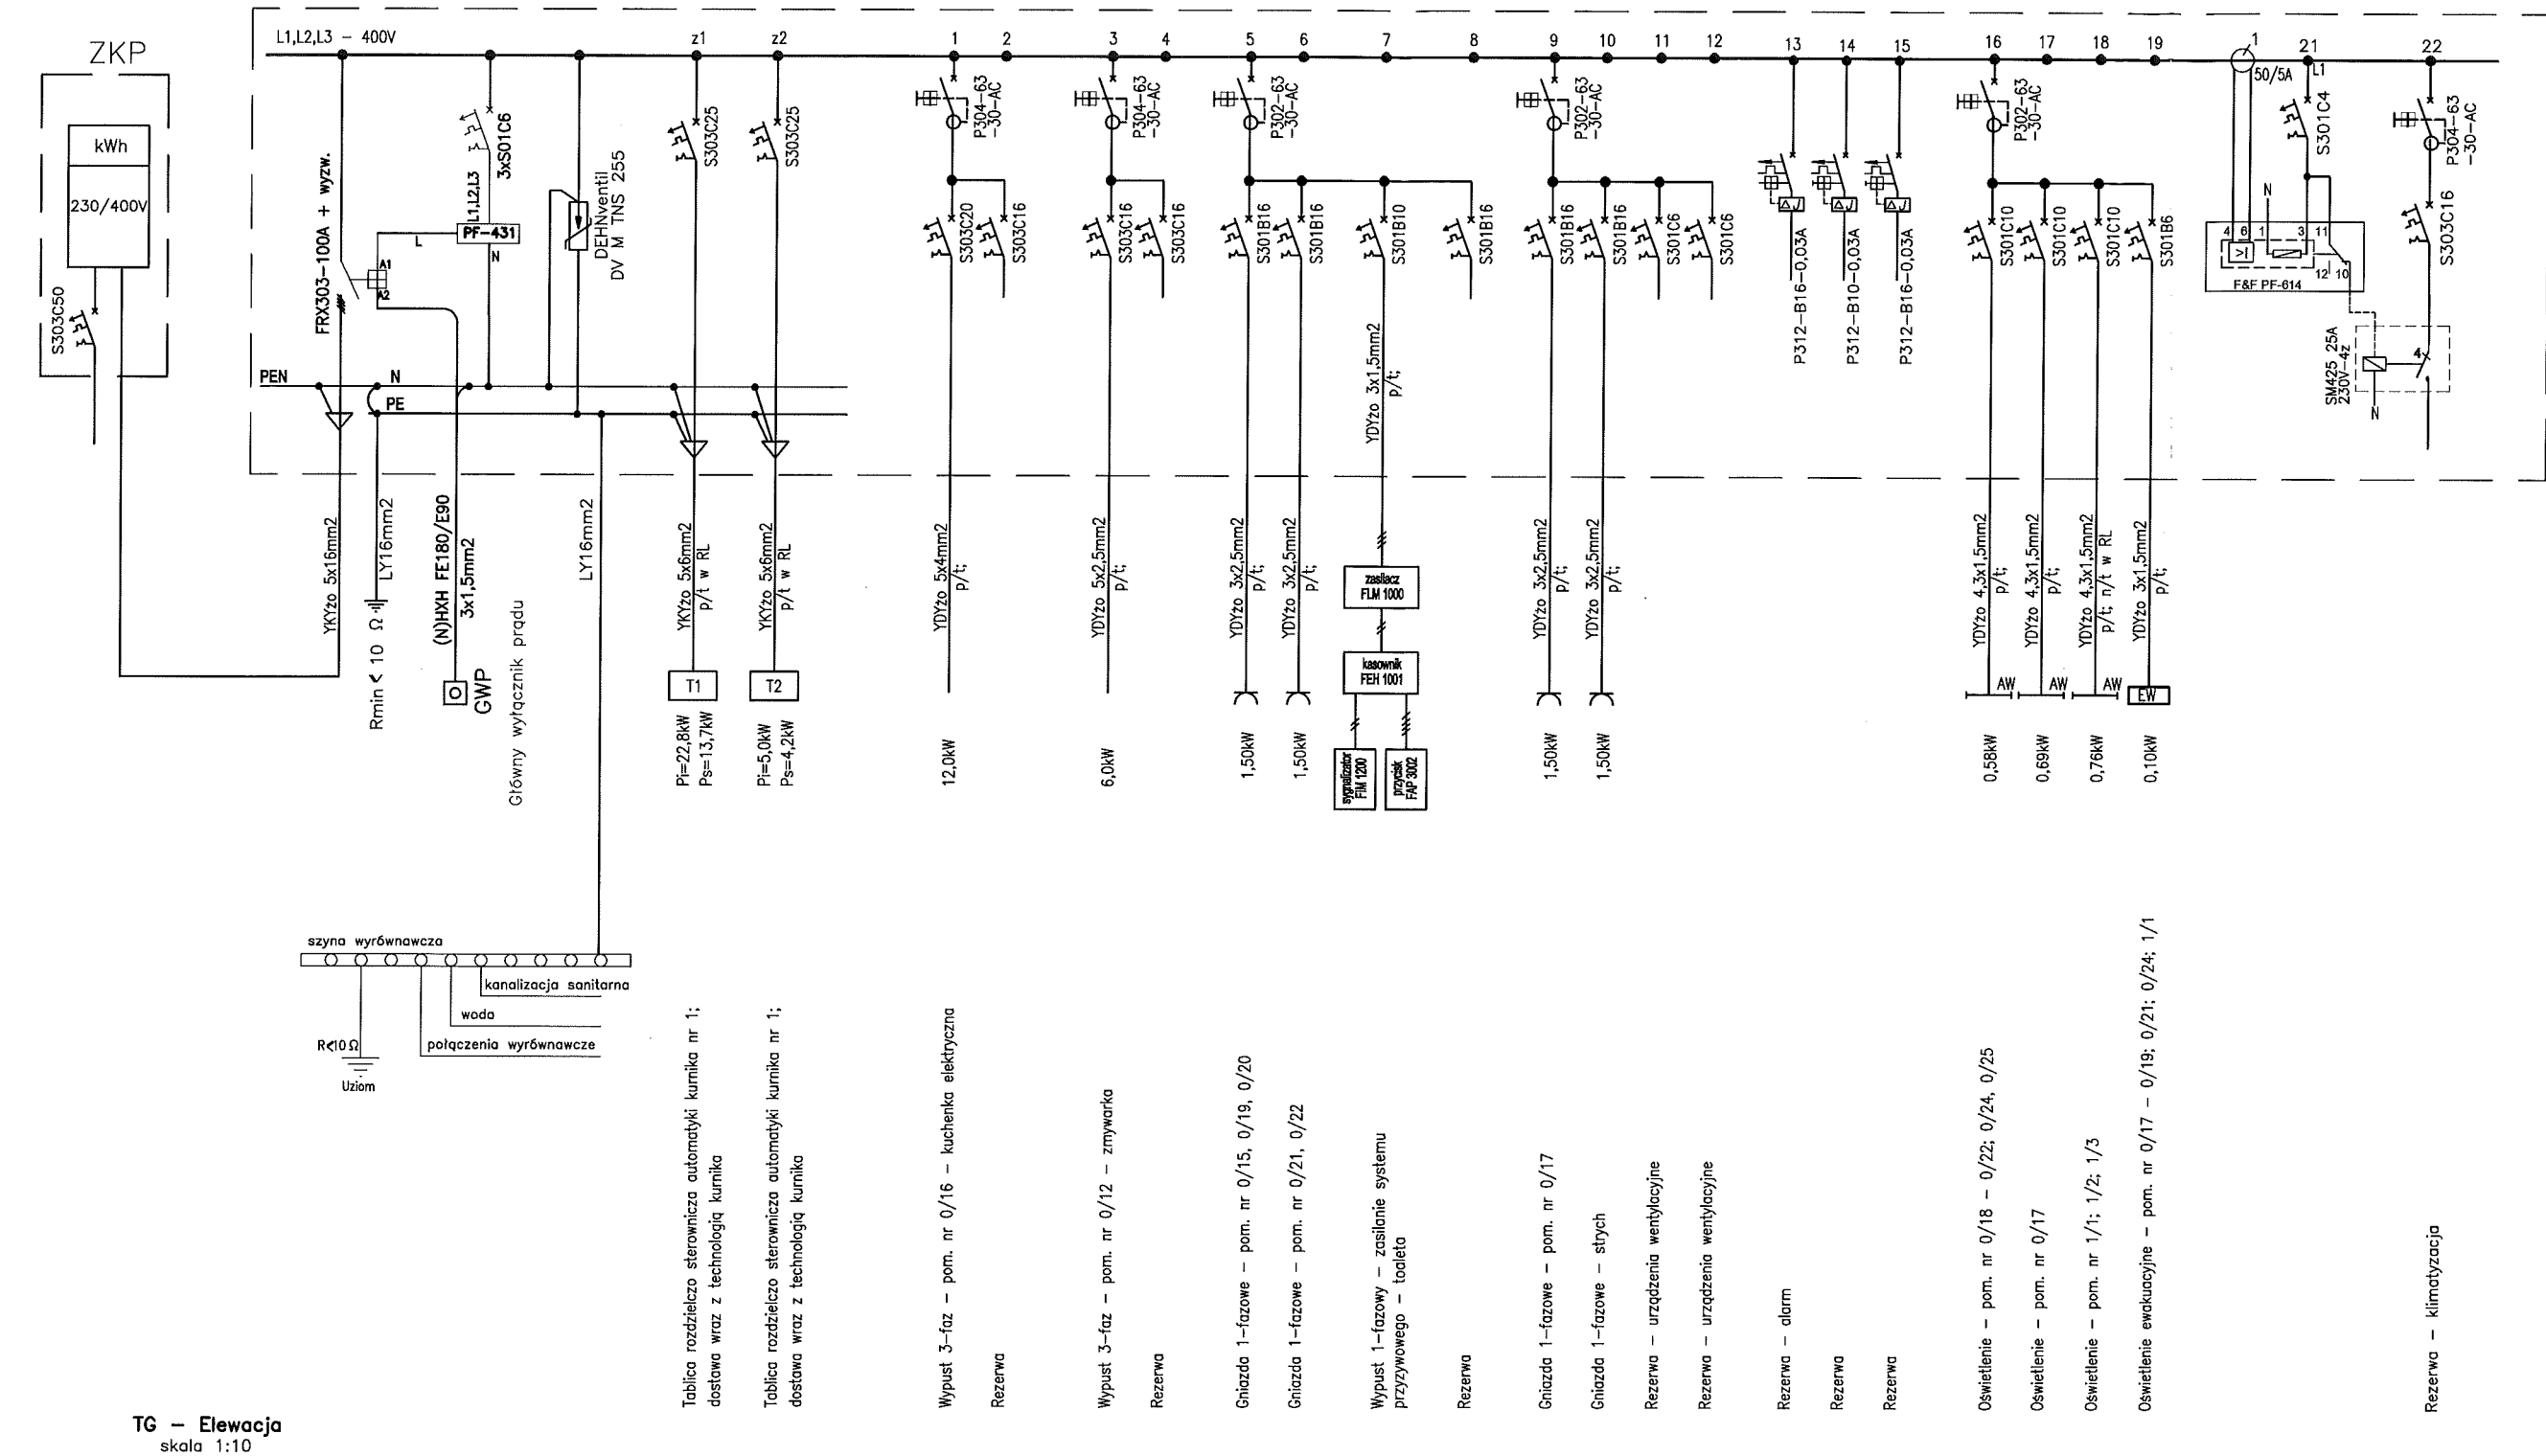 ZKP
kWh
230/400V
S303C50
L1,L2,L3 - 400V
z1
z2
1
2
3
4
5
6
7
8
9
10
11
12
13
14
15
16
17
18
19
1
50/5A
21
L1
22
FRX303-100A + wyzw.
3xS01C6
L1,L2,L3
PF-431
L
N
A1
A2
DEHNventil
DV M TNS 255
S303C25
S303C25
PEN
N
PE
P304-63
-30-AC
S303C20
S303C16
P304-63
-30-AC
S303C16
S303C16
P302-63
-30-AC
S301B16
S301B16
S301B10
S301B16
P302-63
-30-AC
S301B16
S301B16
S301C6
S301C6
P312-B16-0,03A
P312-B10-0,03A
P312-B16-0,03A
P302-63
-30-AC
S301C10
S301C10
S301C10
S301B6
S301C4
N
4 6 1 3 11
>I
12 10
F&F PF-614
P304-63
-30-AC
S303C16
SM425 25A
230V-4z
4
N
YKYżo 5x16mm2
LY16mm2
Rmin < 10 Ω
(N)HXH FE180/E90
3x1,5mm2
GWP
Główny wyłącznik prądu
LY16mm2
YKYżo 5x6mm2
p/t w RL
T1
Pi=22,8kW
Ps=13,7kW
YKYżo 5x6mm2
p/t w RL
T2
Pi=5,0kW
Ps=4,2kW
YDYżo 5x4mm2
p/t;
12,0kW
YDYżo 5x2,5mm2
p/t;
6,0kW
YDYżo 3x2,5mm2
p/t;
1,50kW
YDYżo 3x2,5mm2
p/t;
1,50kW
YDYżo 3x1,5mm2
p/t;
zasilacz
FLM 1000
kasownik
FEH 1001
sygnalizator
FIM 1200
przycisk
FAP 3002
YDYżo 3x2,5mm2
p/t;
1,50kW
YDYżo 3x2,5mm2
p/t;
1,50kW
YDYżo 4,3x1,5mm2
p/t;
AW
0,58kW
YDYżo 4,3x1,5mm2
p/t;
AW
0,69kW
YDYżo 4,3x1,5mm2
p/t; n/t w RL
AW
0,76kW
YDYżo 3x1,5mm2
p/t;
EW
0,10kW
szyna wyrównawcza
kanalizacja sanitarna
woda
połączenia wyrównawcze
R<10Ω
Uziom
Tablica rozdzielczo sterownicza automatyki kurnika nr 1;
dostawa wraz z technologią kurnika
Tablica rozdzielczo sterownicza automatyki kurnika nr 1;
dostawa wraz z technologią kurnika
Wypust 3-faz - pom. nr 0/16 - kuchenka elektryczna
Rezerwa
Wypust 3-faz - pom. nr 0/12 - zmywarka
Rezerwa
Gniazda 1-fazowe - pom. nr 0/15, 0/19, 0/20
Gniazda 1-fazowe - pom. nr 0/21, 0/22
Wypust 1-fazowy - zasilanie systemu
przyzywowego - toaleta
Rezerwa
Gniazda 1-fazowe - pom. nr 0/17
Gniazda 1-fazowe - strych
Rezerwa - urządzenia wentylacyjne
Rezerwa - urządzenia wentylacyjne
Rezerwa - alarm
Rezerwa
Rezerwa
Oświetlenie - pom. nr 0/18 - 0/22; 0/24, 0/25
Oświetlenie - pom. nr 0/17
Oświetlenie - pom. nr 1/1; 1/2; 1/3
Oświetlenie ewakuacyjne - pom. nr 0/17 - 0/19; 0/21; 0/24; 1/1
Rezerwa - klimatyzacja
TG - Elewacja
skala 1:10